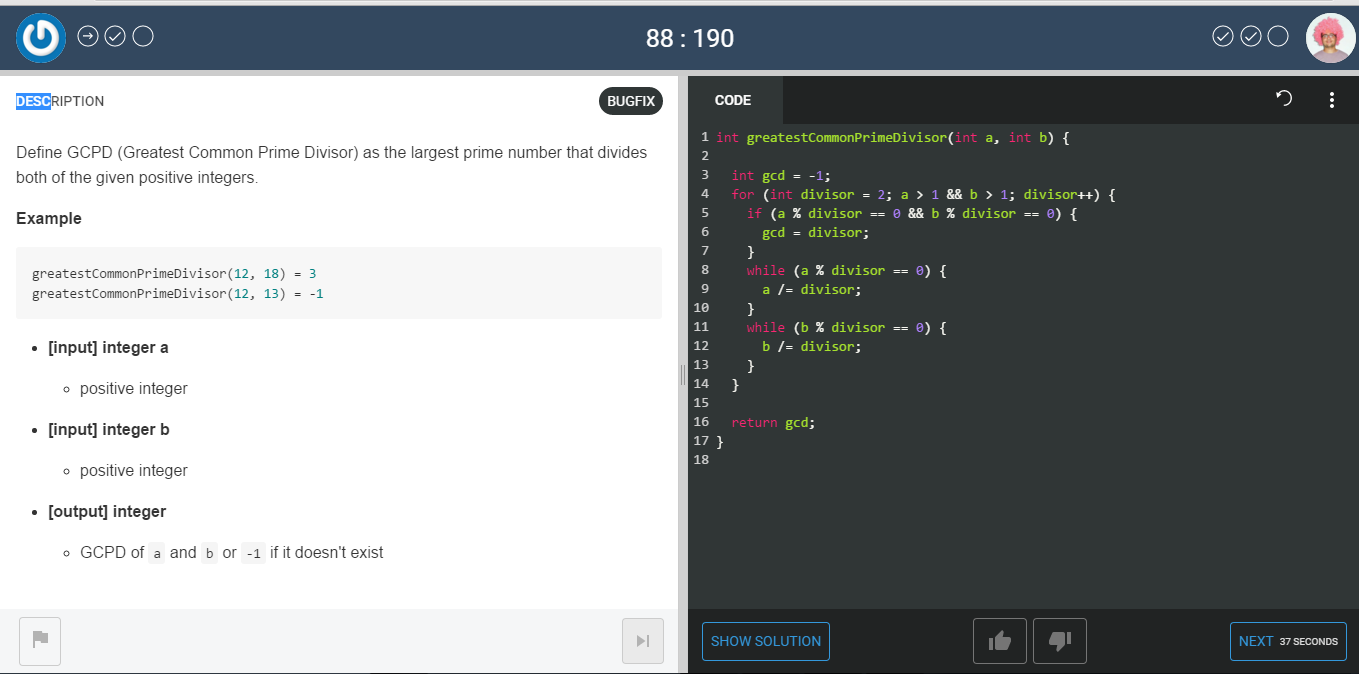 88 : 190
DESCRIPTION
BUGFIX
Define GCPD (Greatest Common Prime Divisor) as the largest prime number that divides
both of the given positive integers.
Example
greatestCommonPrimeDivisor(12, 18) = 3
greatestCommonPrimeDivisor(12, 13) = -1
[input] integer a
positive integer
[input] integer b
positive integer
[output] integer
GCPD of a and b or -1 if it doesn't exist
CODE
1 int greatestCommonPrimeDivisor(int a, int b) {
2
3 int gcd = -1;
4 for (int divisor = 2; a > 1 && b > 1; divisor++) {
5 if (a % divisor == 0 && b % divisor == 0) {
6 gcd = divisor;
7 }
8 while (a % divisor == 0) {
9 a /= divisor;
10 }
11 while (b % divisor == 0) {
12 b /= divisor;
13 }
14 }
15
16 return gcd;
17 }
18
SHOW SOLUTION
NEXT 37 SECONDS